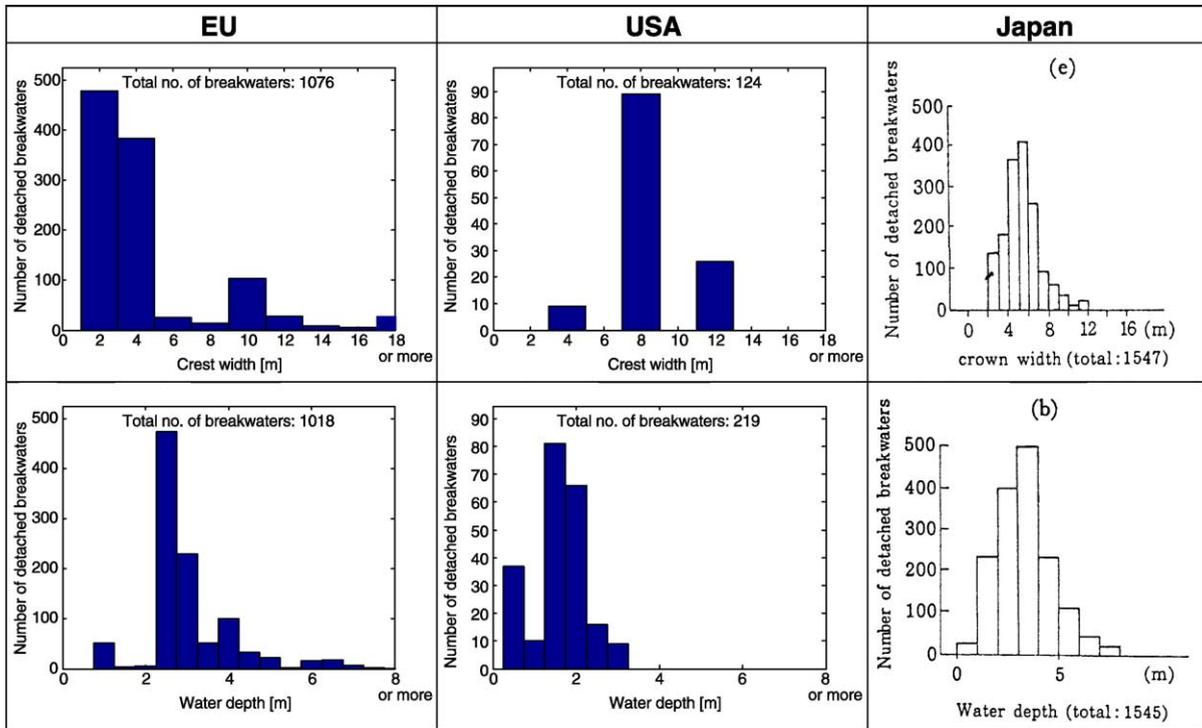 EU
USA
Japan
Number of detached breakwaters
500
400
300
200
100
0
Total no. of breakwaters: 1076
0 2 4 6 8 10 12 14 16 18
or more
Crest width [m]
Number of detached breakwaters
90
80
70
60
50
40
30
20
10
0
Total no. of breakwaters: 124
0 2 4 6 8 10 12 14 16 18
or more
Crest width [m]
(e)
Number of detached breakwaters
500
400
300
200
100
0
0 4 8 12 16 (m)
crown width (total:1547)
Number of detached breakwaters
500
400
300
200
100
0
Total no. of breakwaters: 1018
0 2 4 6 8
or more
Water depth [m]
Number of detached breakwaters
90
80
70
60
50
40
30
20
10
0
Total no. of breakwaters: 219
0 2 4 6 8
or more
Water depth [m]
(b)
Number of detached breakwaters
500
400
300
200
100
0
0 5 (m)
Water depth (total:1545)